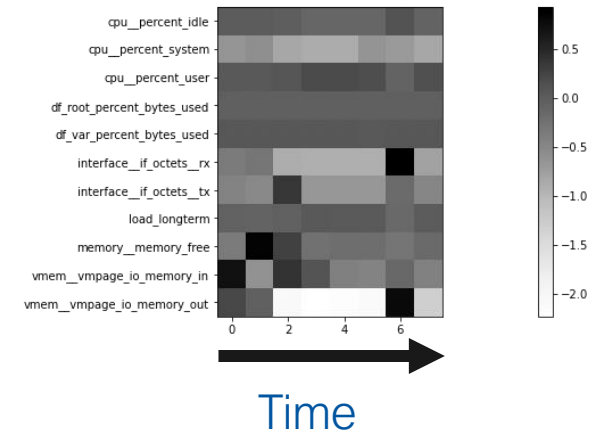 cpu__percent_idle
cpu__percent_system
cpu__percent_user
df_root_percent_bytes_used
df_var_percent_bytes_used
interface__if_octets__rx
interface__if_octets__tx
load_longterm
memory__memory_free
vmem__vmpage_io_memory_in
vmem__vmpage_io_memory_out
0 2 4 6
0.5
0.0
−0.5
−1.0
−1.5
−2.0
Time